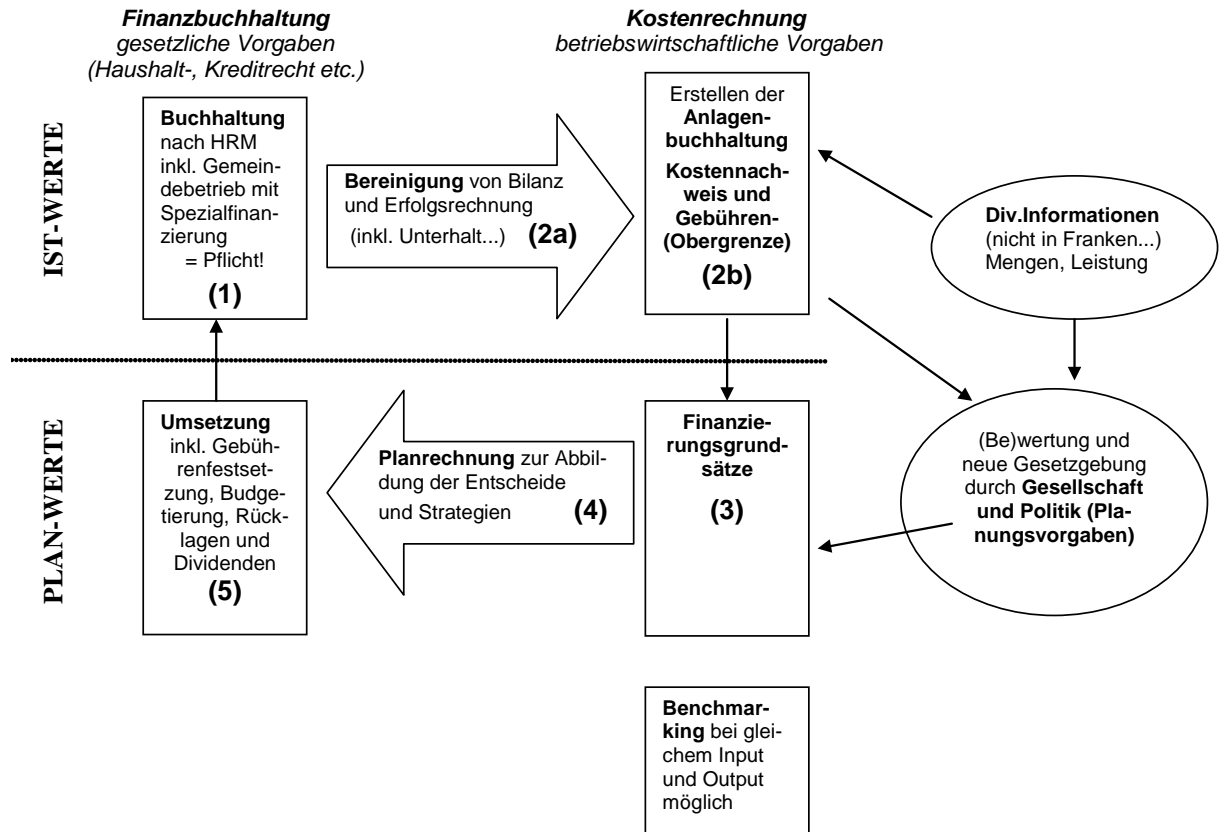 Finanzbuchhaltung
gesetzliche Vorgaben
(Haushalt-, Kreditrecht etc.)
Kostenrechnung
betriebswirtschaftliche Vorgaben
IST-WERTE
Buchhaltung
nach HRM
inkl. Gemein-
debetrieb mit
Spezialfinan-
zierung
= Pflicht!
(1)
Bereinigung von Bilanz
und Erfolgsrechnung
(inkl. Unterhalt...) (2a)
Erstellen der
Anlagen-
buchhaltung
Kostennach-
weis und
Gebühren-
(Obergrenze)
(2b)
Div.Informationen
(nicht in Franken...)
Mengen, Leistung
PLAN-WERTE
Umsetzung
inkl. Gebüh-
renfestset-
zung, Budge-
tierung, Rück-
lagen und
Dividenden
(5)
Planrechnung zur Abbil-
dung der Entscheide
und Strategien (4)
Finanzie-
rungsgrund-
sätze
(3)
(Be)wertung und
neue Gesetzgebung
durch Gesellschaft
und Politik (Pla-
nungsvorgaben)
Benchmar-
king bei glei-
chem Input
und Output
möglich